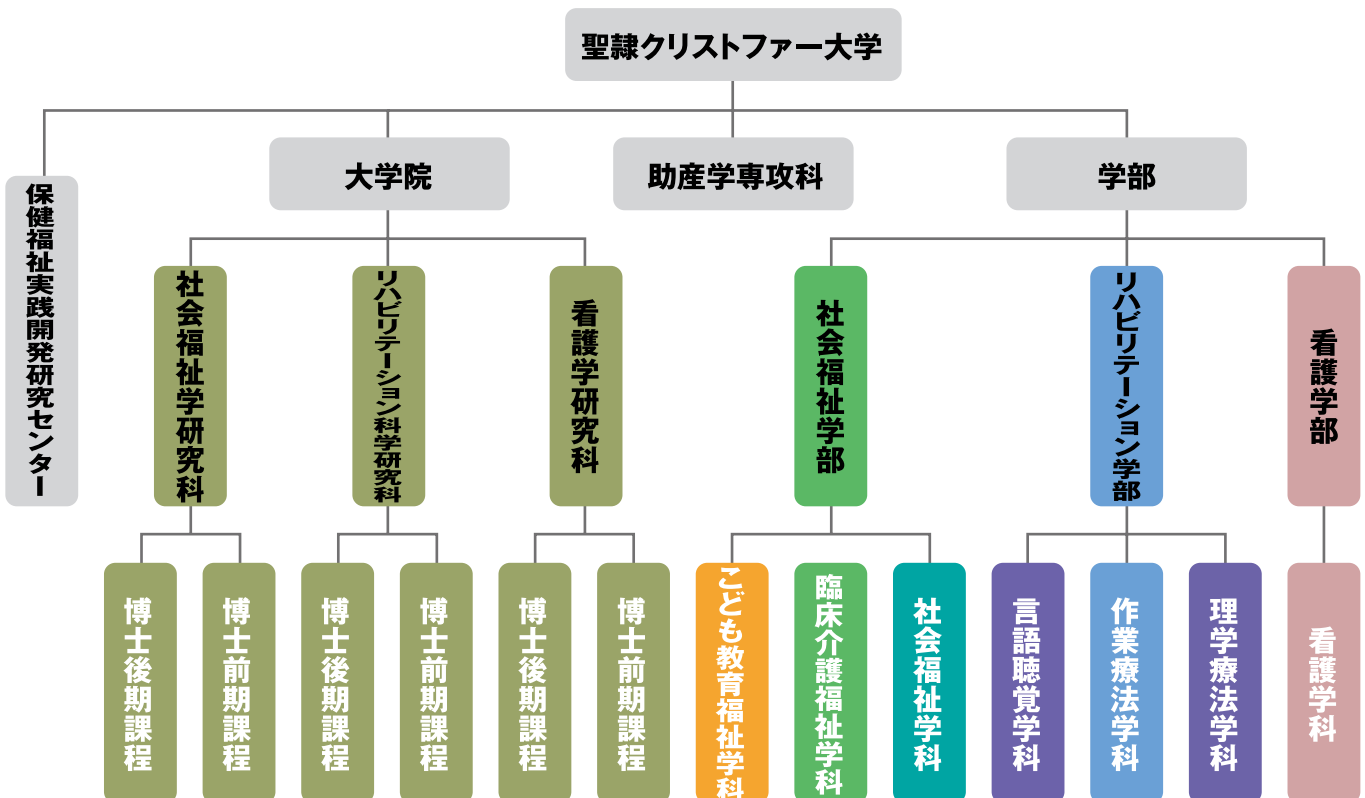 聖隷クリストファー大学
保健福祉実践開発研究センター
大学院
助産学専攻科
学部
社会福祉学研究科
リハビリテーション科学研究科
看護学研究科
社会福祉学部
リハビリテーション学部
看護学部
博士後期課程
博士前期課程
博士後期課程
博士前期課程
博士後期課程
博士前期課程
こども教育福祉学科
臨床介護福祉学科
社会福祉学科
言語聴覚学科
作業療法学科
理学療法学科
看護学科